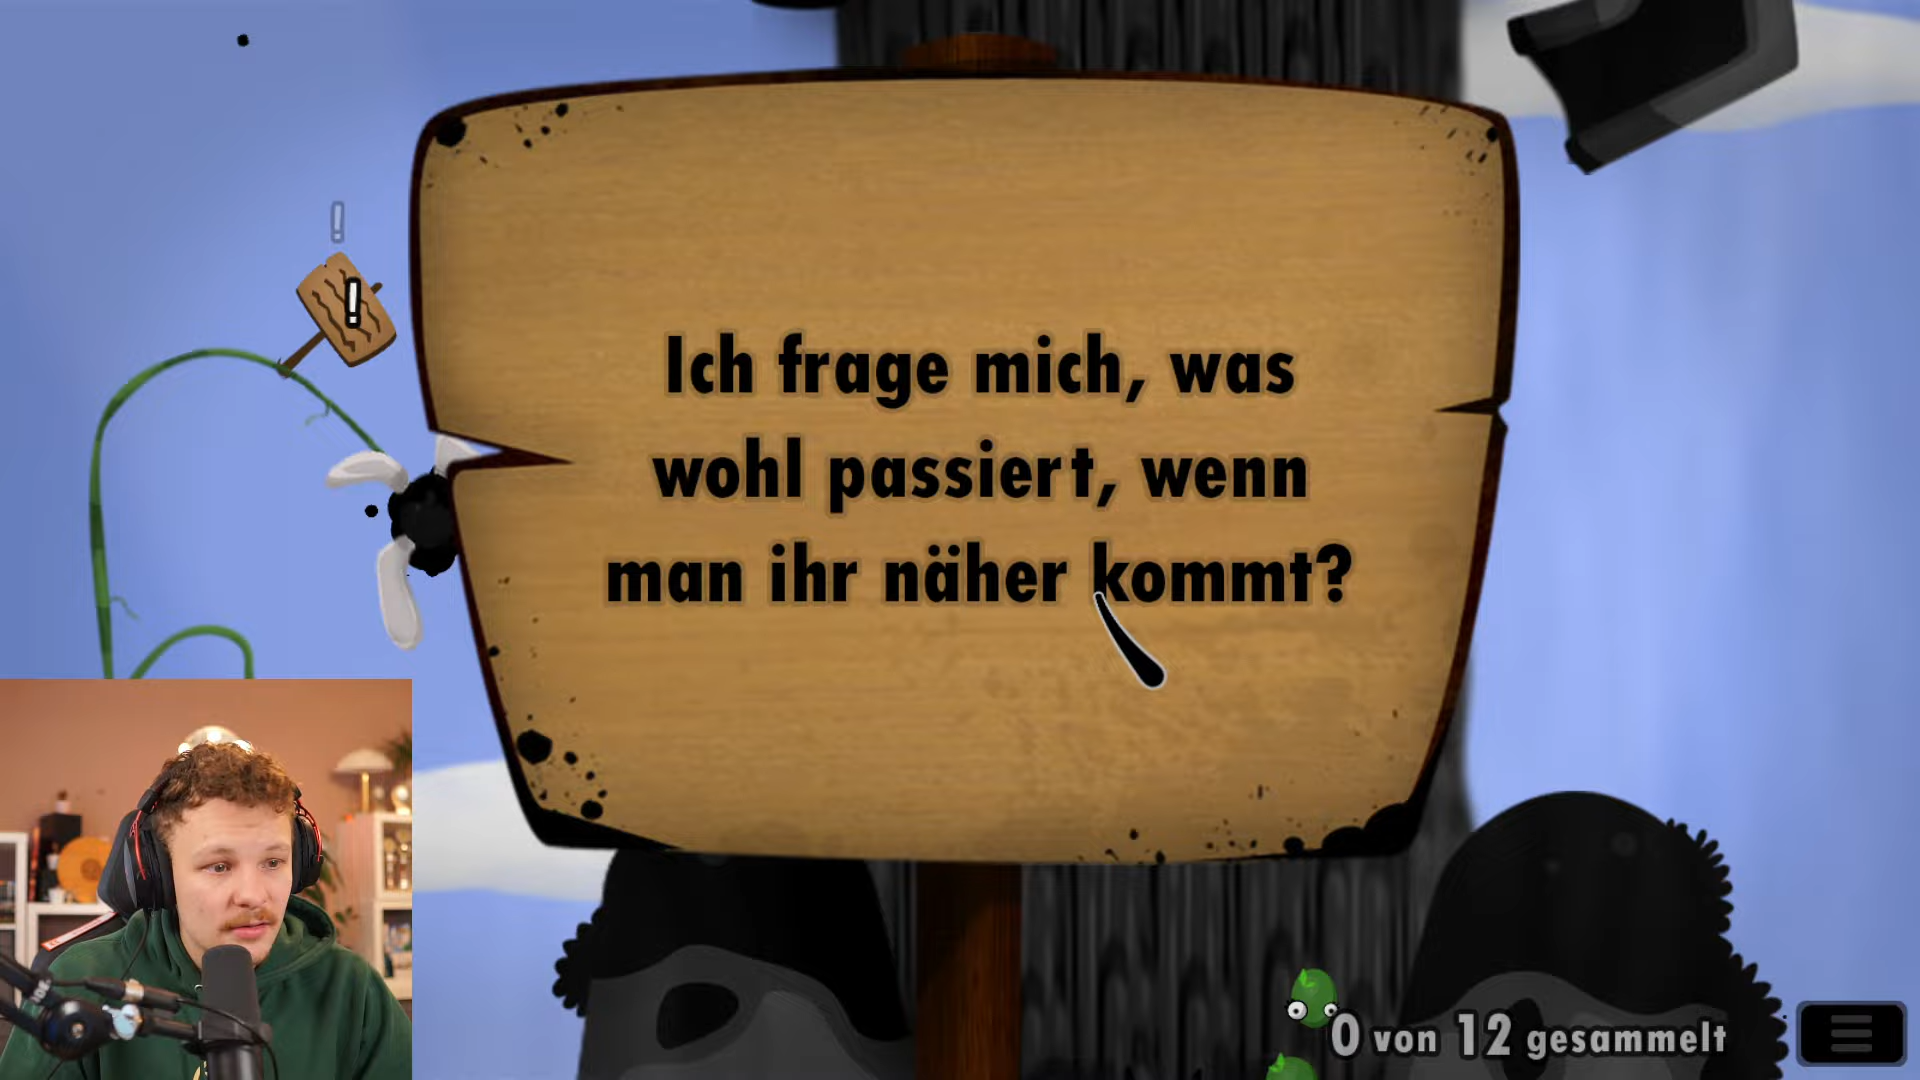 !
!
Ich frage mich, was
wohl passiert, wenn
man ihr näher kommt?
0 von 12 gesammelt